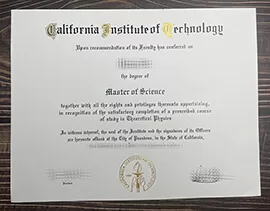 California Institute of Technology
Upon recommendation of its Faculty has conferred on
the degree of
Master of Science
together with all the rights and privileges thereunto appertaining,
in recognition of the satisfactory completion of a prescribed course
of study in Theoretical Physics
In witness whereof, the seal of the Institute and the signatures of its Officers
are hereunto affixed at the City of Pasadena, in the State of California,